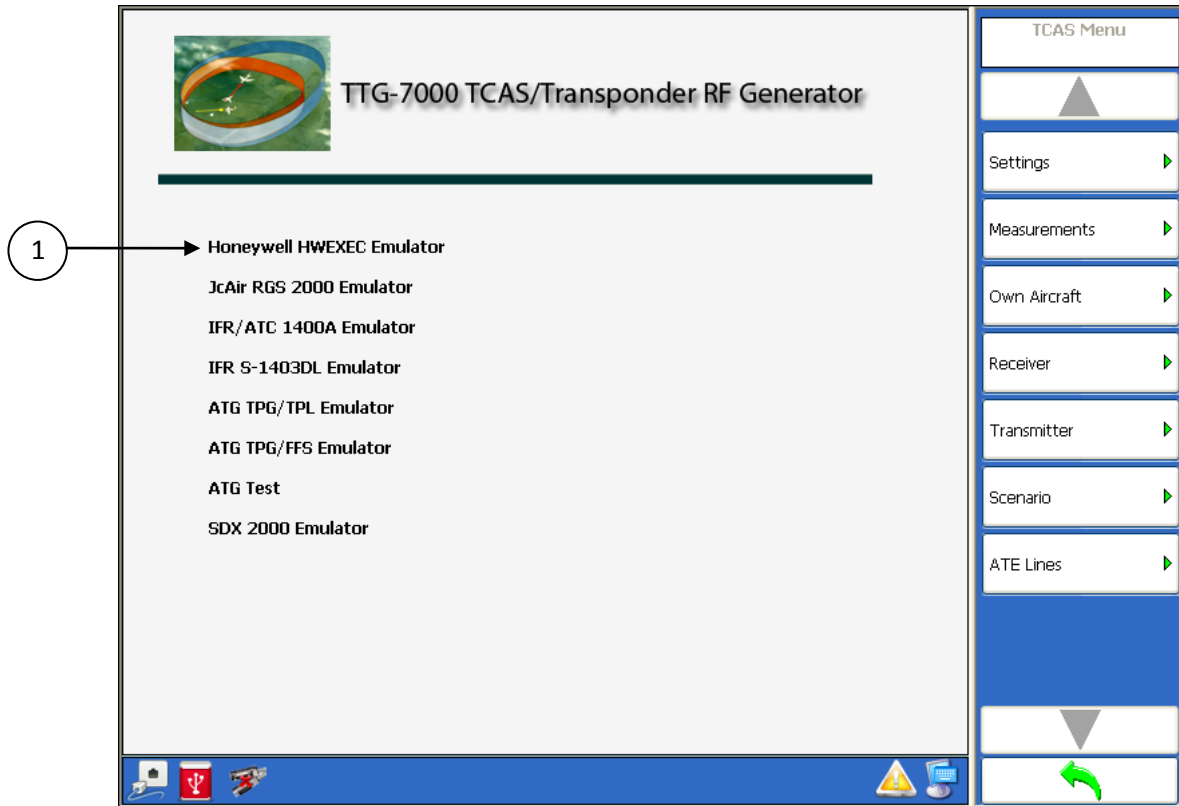 TTG-7000 TCAS/Transponder RF Generator
1
Honeywell HWEXEC Emulator
JcAir RGS 2000 Emulator
IFR/ATC 1400A Emulator
IFR S-1403DL Emulator
ATG TPG/TPL Emulator
ATG TPG/FFS Emulator
ATG Test
SDX 2000 Emulator
TCAS Menu
Settings
Measurements
Own Aircraft
Receiver
Transmitter
Scenario
ATE Lines